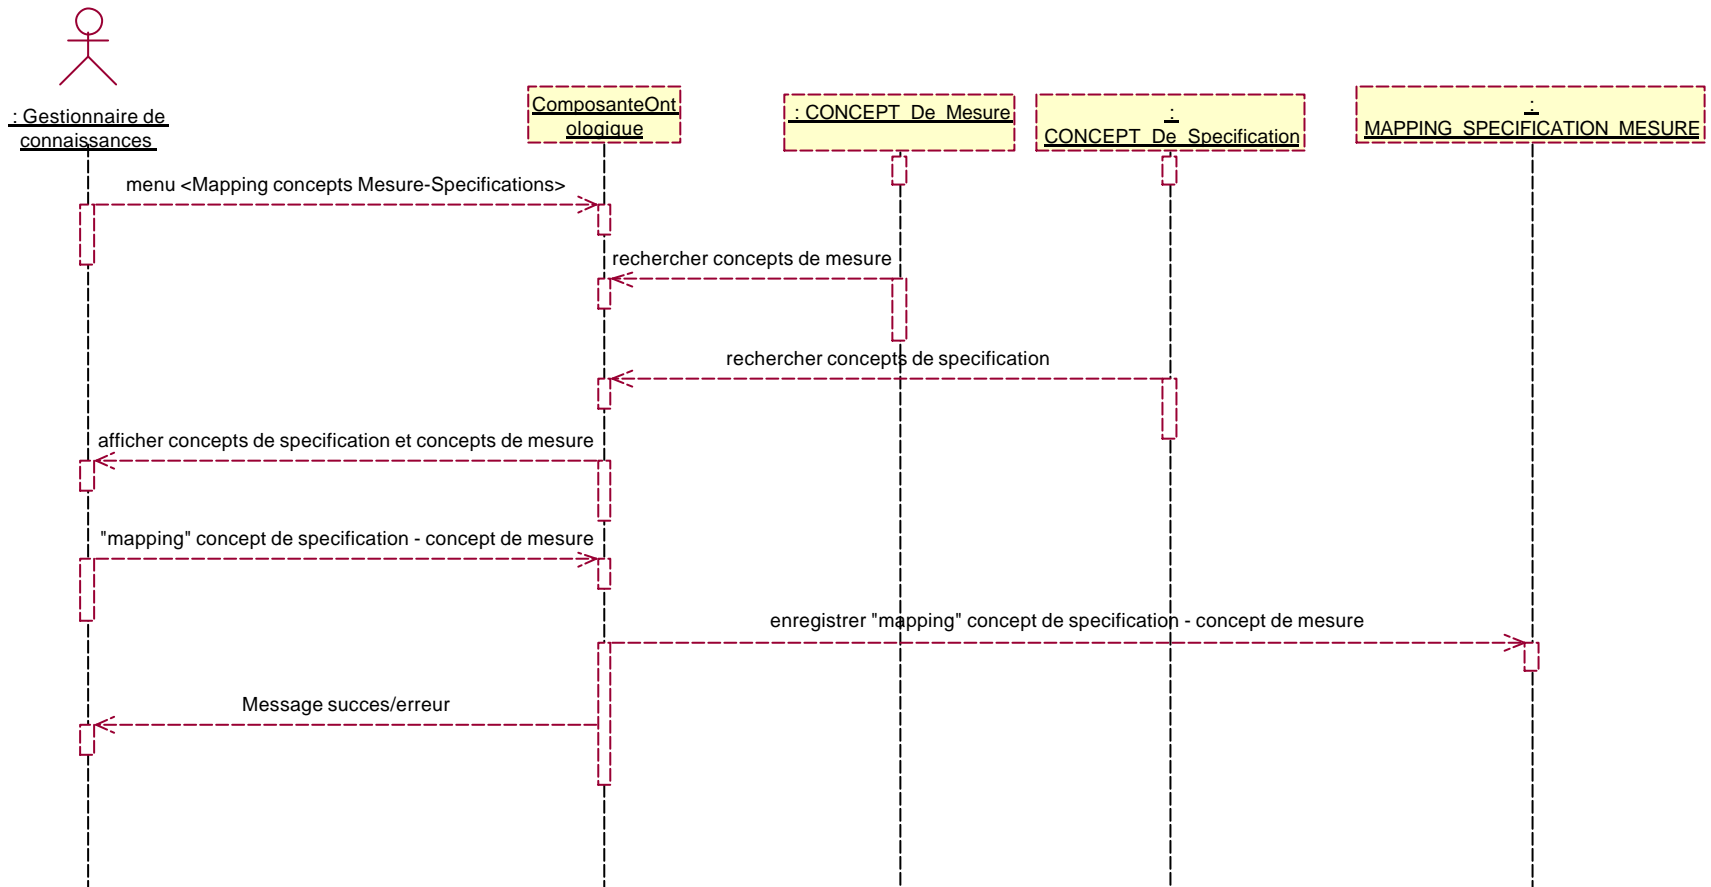 : Gestionnaire de
connaissances
ComposanteOnt
ologique
: CONCEPT_De_Mesure
:
CONCEPT_De_Specification
:
MAPPING_SPECIFICATION_MESURE
menu <Mapping concepts Mesure-Specifications>
rechercher concepts de mesure
rechercher concepts de specification
afficher concepts de specification et concepts de mesure
"mapping" concept de specification - concept de mesure
enregistrer "mapping" concept de specification - concept de mesure
Message succes/erreur